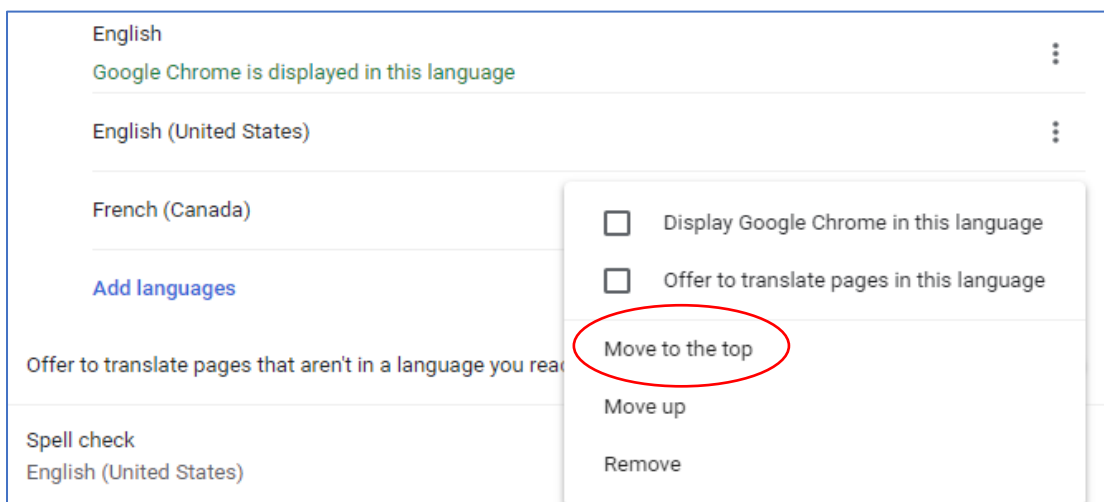 English
Google Chrome is displayed in this language
English (United States)
French (Canada)
Display Google Chrome in this language
Add languages
Offer to translate pages in this language
Move to the top
Offer to translate pages that aren't in a language you
Move up
Spell check
English (United States)
Remove